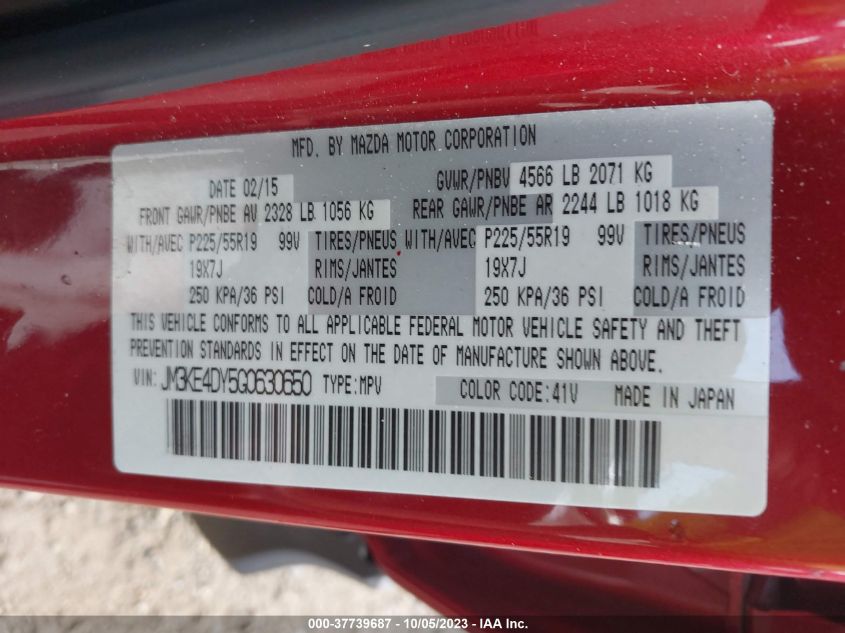 MFD. BY MAZDA MOTOR CORPORATION
DATE 02/15 GVWR/PNBV 4566 LB 2071 KG
FRONT GAWR/PNBE AV 2328 LB 1056 KG REAR GAWR/PNBE AR 2244 LB 1018 KG
WITH/AVEC P225/55R19 99V TIRES/PNEUS WITH/AVEC P225/55R19 99V TIRES/PNEUS
19X7J RIMS/JANTES 19X7J RIMS/JANTES
250 KPA/36 PSI COLD/A FROID 250 KPA/36 PSI COLD/A FROID
THIS VEHICLE CONFORMS TO ALL APPLICABLE FEDERAL MOTOR VEHICLE SAFETY AND THEFT
PREVENTION STANDARDS IN EFFECT ON THE DATE OF MANUFACTURE SHOWN ABOVE.
VIN: JM3KE4DY5G0630650 TYPE:MPV COLOR CODE:41V MADE IN JAPAN
000-37739687 - 10/05/2023 - IAA Inc.